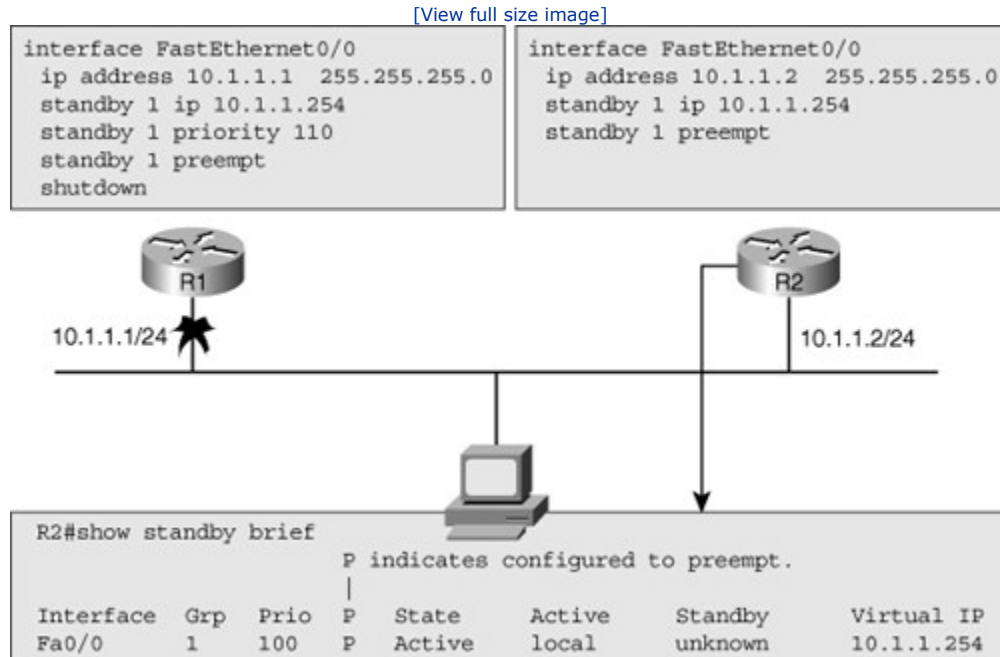 [View full size image]
interface FastEthernet0/0
ip address 10.1.1.1 255.255.255.0
standby 1 ip 10.1.1.254
standby 1 priority 110
standby 1 preempt
shutdown
interface FastEthernet0/0
ip address 10.1.1.2 255.255.255.0
standby 1 ip 10.1.1.254
standby 1 preempt
R1
R2
10.1.1.1/24
10.1.1.2/24
R2#show standby brief
P indicates configured to preempt.
|
Interface Grp Prio P State Active Standby Virtual IP
Fa0/0 1 100 P Active local unknown 10.1.1.254